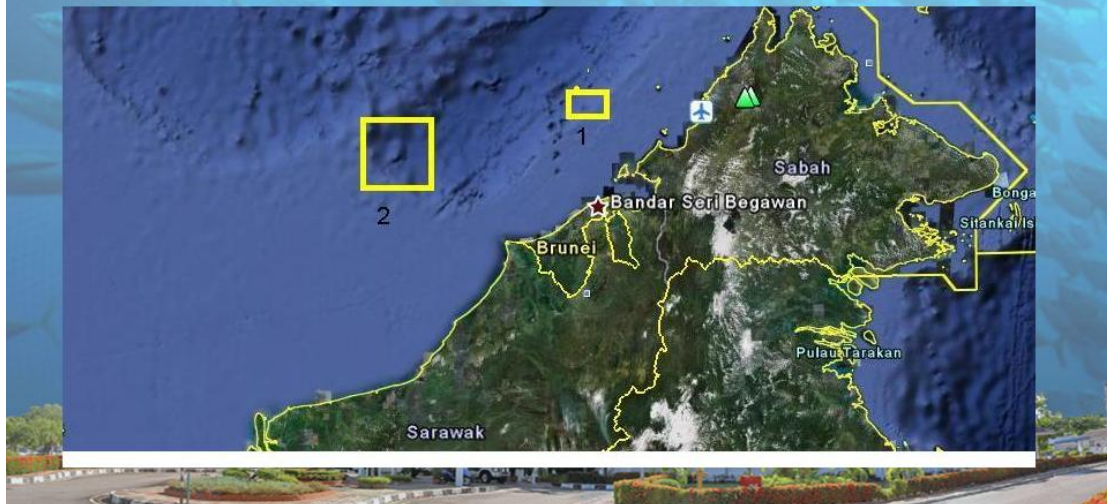 1
Sabah
2
Bandar Seri Begawan
Bonga
Sitankai Is
Brunei
Pulau Tarakan
Sarawak